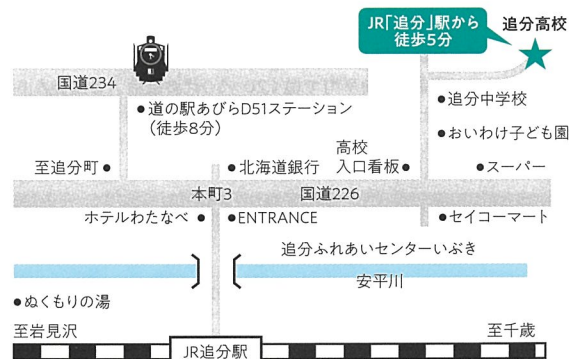 JR「追分」駅から
徒歩5分
追分高校
国道234
●道の駅あびらD51ステーション
(徒歩8分)
●追分中学校
●おいわけ子ども園
至追分町●
●北海道銀行
高校
入口看板●
●スーパー
本町3
国道226
ホテルわたなべ●
●ENTRANCE
●セイコーマート
追分ふれあいセンターいぶき
安平川
●ぬくもりの湯
至岩見沢
至千歳
JR追分駅